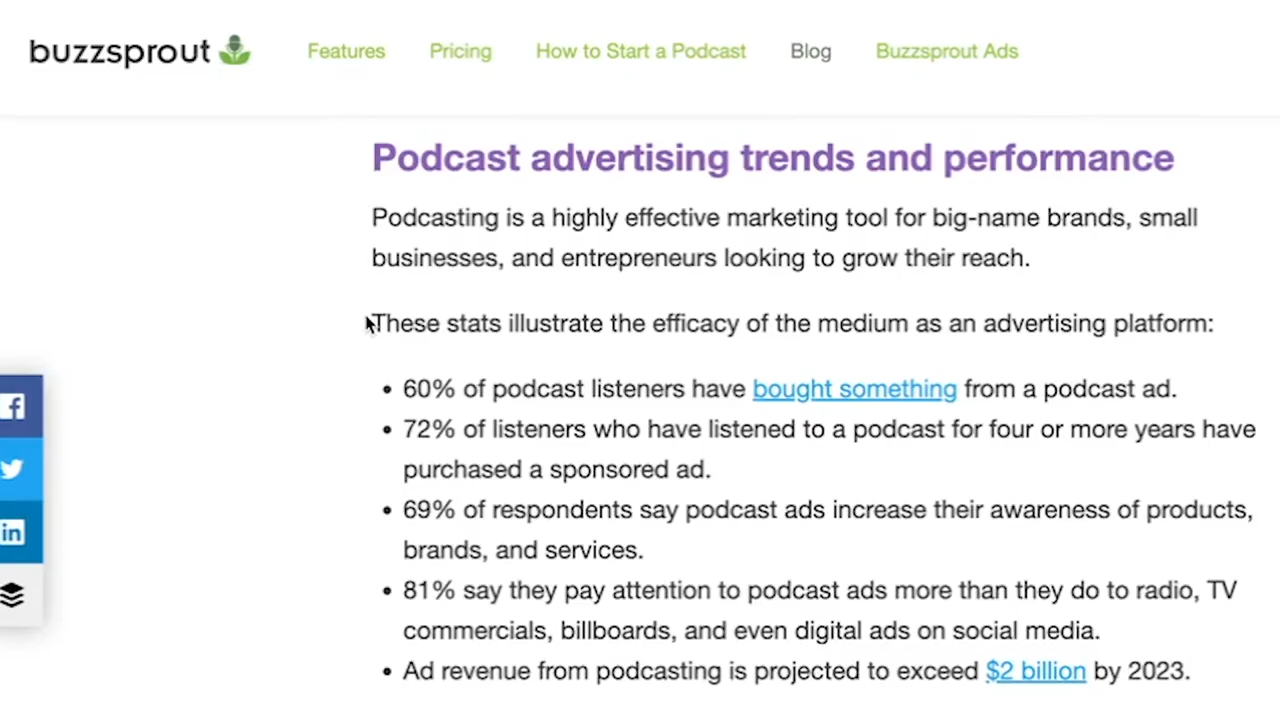 buzzsprout
Features Pricing How to Start a Podcast Blog Buzzsprout Ads
Podcast advertising trends and performance
Podcasting is a highly effective marketing tool for big-name brands, small
businesses, and entrepreneurs looking to grow their reach.
These stats illustrate the efficacy of the medium as an advertising platform:
• 60% of podcast listeners have bought something from a podcast ad.
• 72% of listeners who have listened to a podcast for four or more years have
purchased a sponsored ad.
• 69% of respondents say podcast ads increase their awareness of products,
brands, and services.
• 81% say they pay attention to podcast ads more than they do to radio, TV
commercials, billboards, and even digital ads on social media.
• Ad revenue from podcasting is projected to exceed $2 billion by 2023.